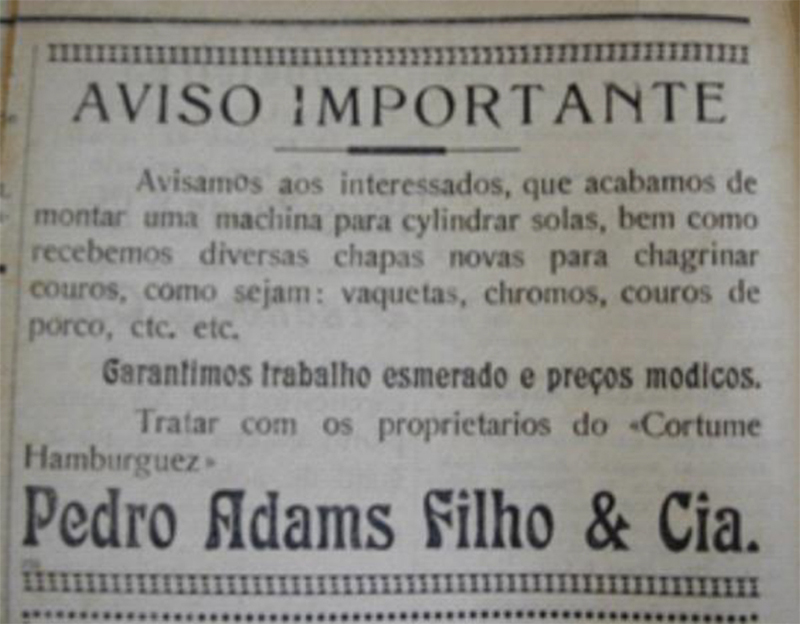 AVISO IMPORTANTE
Avisamos aos interessados, que acabamos de
montar uma machina para cylindrar solas, bem como
recebemos diversas chapas novas para chagrinar
couros, como sejam: vaquetas, chromos, couros de
porco, etc. etc.
Garantimos trabalho esmerado e preços modicos.
Tratar com os proprietarios do «Cortume
Hamburguez»
Pedro Adams Filho & Cia.